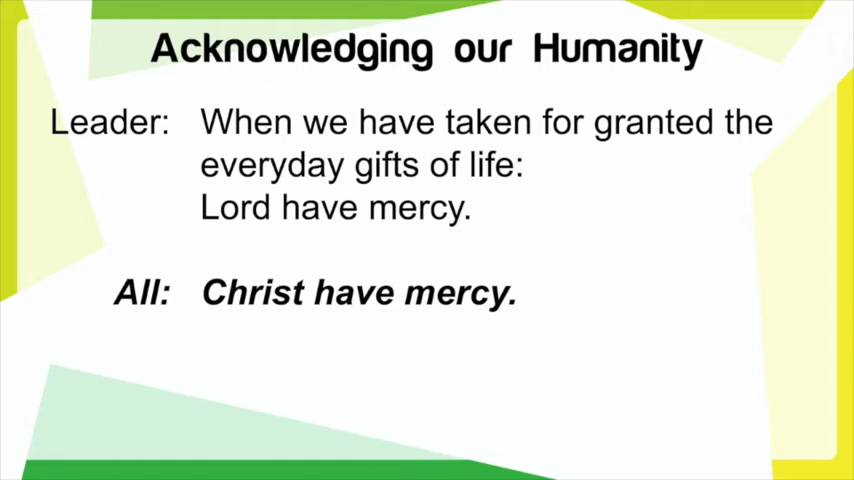 Acknowledging our Humanity
Leader: When we have taken for granted the
everyday gifts of life:
Lord have mercy.
All: Christ have mercy.